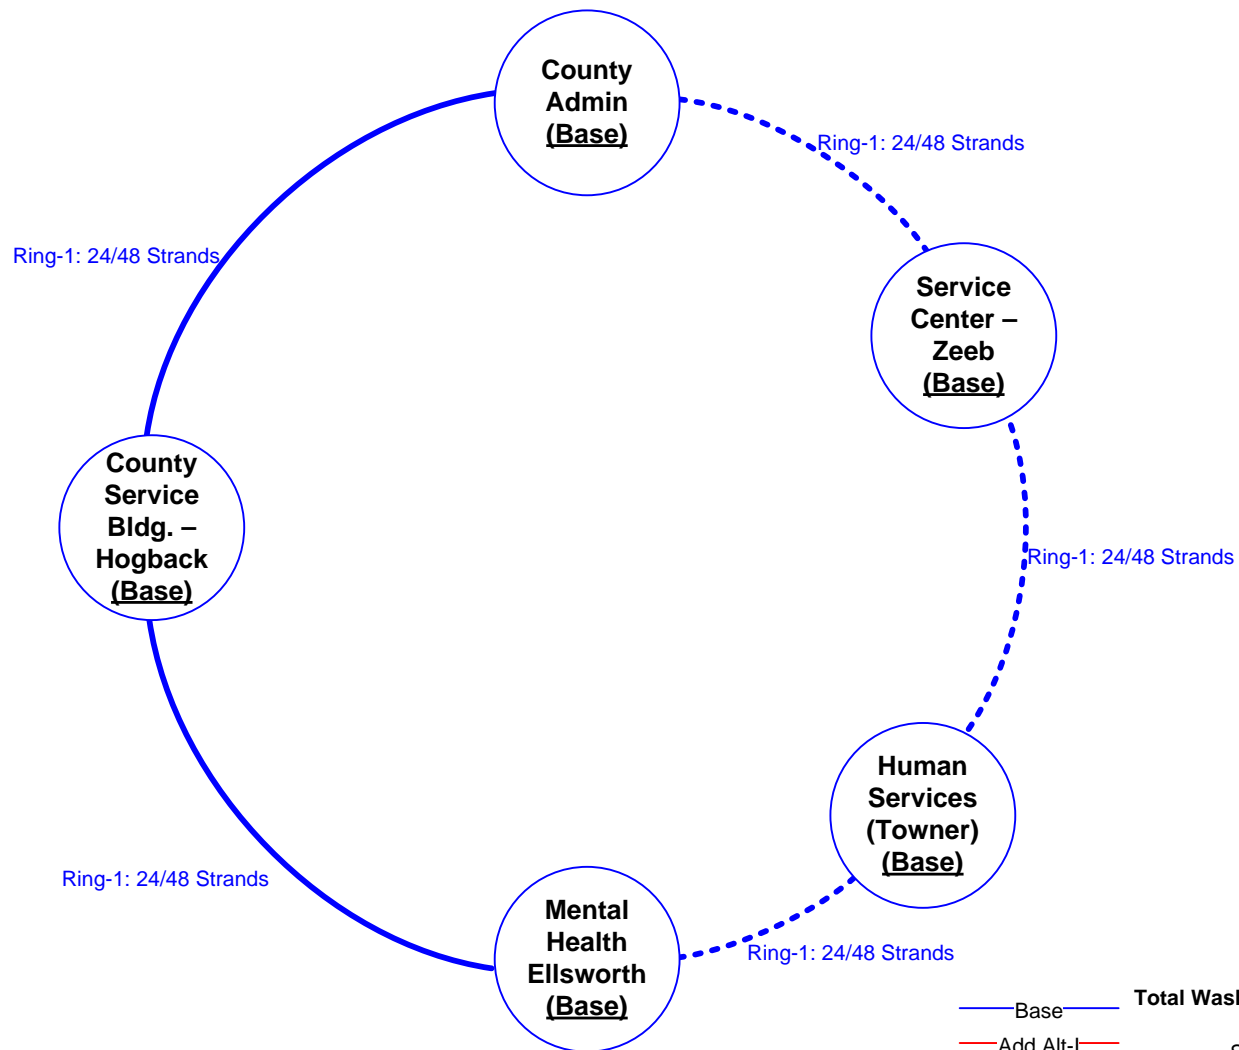 County
Admin
(Base)
Ring-1: 24/48 Strands
Ring-1: 24/48 Strands
Service
Center –
Zeeb
(Base)
County
Service
Bldg. –
Hogback
(Base)
Ring-1: 24/48 Strands
Human
Services
(Towner)
(Base)
Ring-1: 24/48 Strands
Mental
Health
Ellsworth
(Base)
Ring-1: 24/48 Strands
Base
Total
Add Alt-I